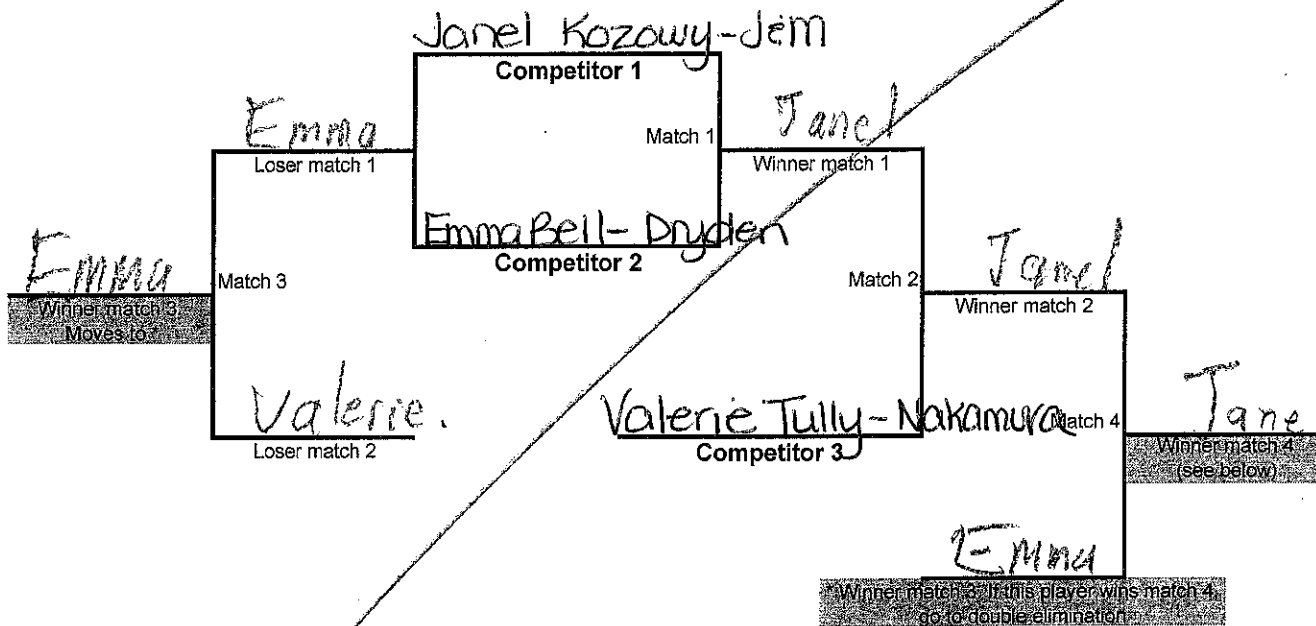 Janel Kozowy-Jem
Competitor 1
Emma
Loser match 1
Match 1
Janel
Winner match 1
Emma Bell - Dryden
Competitor 2
Emma
Winner match 3
Moves to *
Match 3
Match 2
Janel
Winner match 2
Valerie.
Loser match 2
Valerie Tully-Nakamura
Competitor 3
Match 4
Jane
Winner match 4
(see below)
Emma
*Winner match 3. If this player wins match 4,
go to double elimination